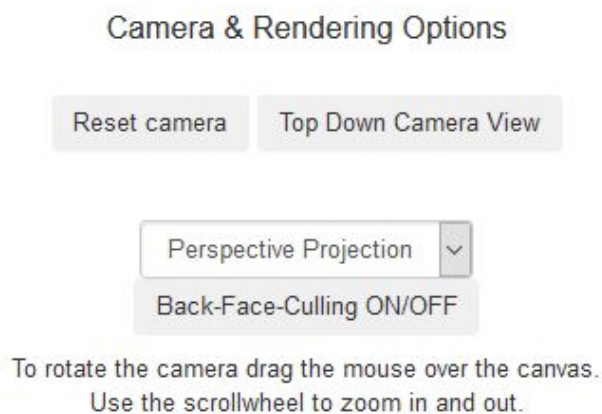 Camera & Rendering Options
Reset camera
Top Down Camera View
Perspective Projection
Back-Face-Culling ON/OFF
To rotate the camera drag the mouse over the canvas.
Use the scrollwheel to zoom in and out.